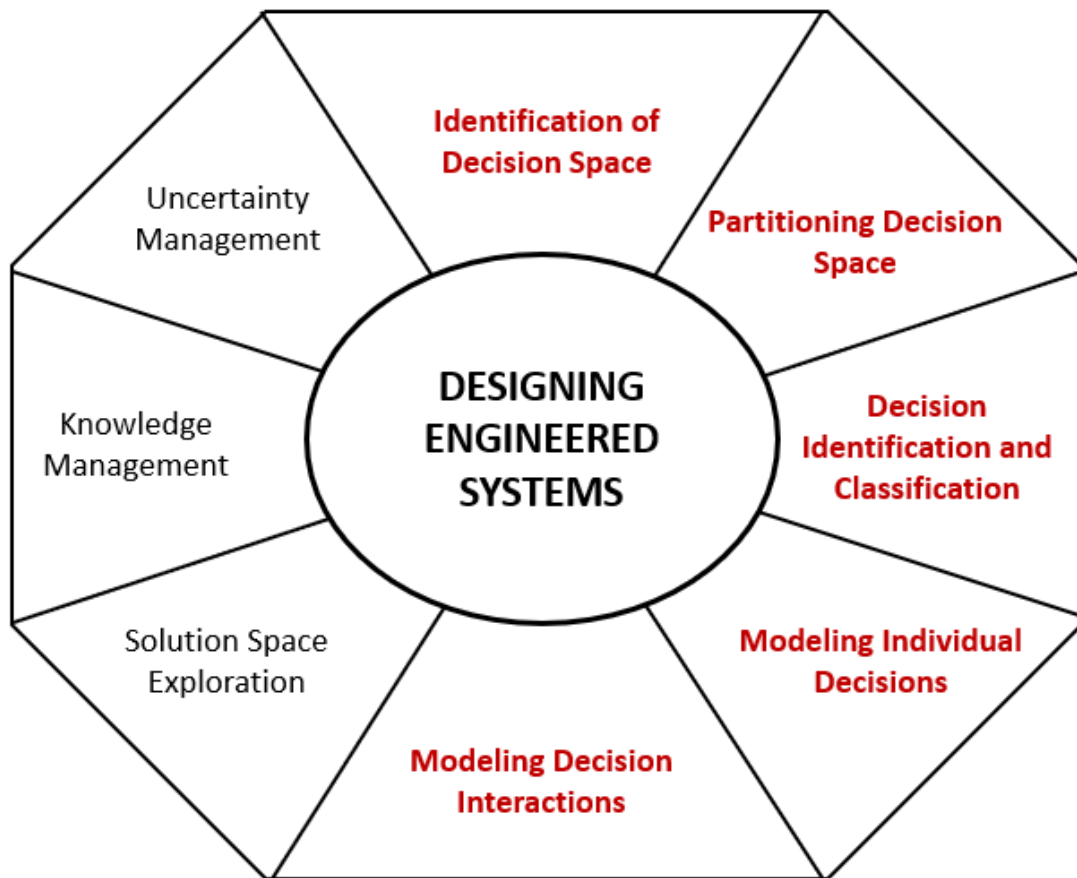 Identification of
Decision Space
Partitioning Decision
Space
Decision
Identification and
Classification
Modeling Individual
Decisions
Modeling Decision
Interactions
Solution Space
Exploration
Knowledge
Management
Uncertainty
Management
DESIGNING
ENGINEERED
SYSTEMS